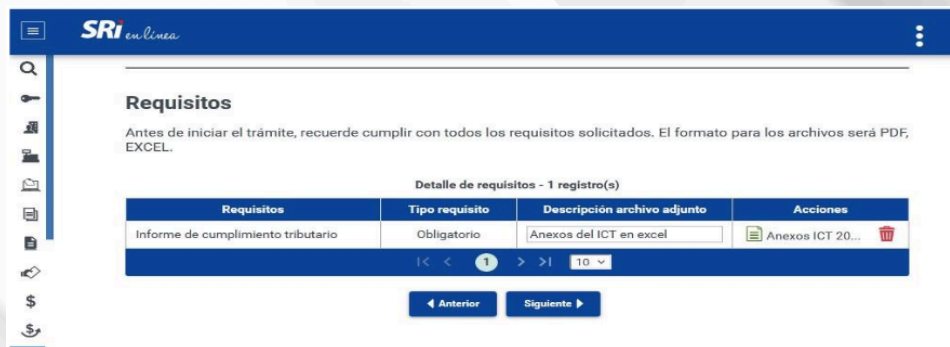 SRi en línea
Requisitos
Antes de iniciar el trámite, recuerde cumplir con todos los requisitos solicitados. El formato para los archivos será PDF,
EXCEL.
Detalle de requisitos - 1 registro(s)
Requisitos Tipo requisito Descripción archivo adjunto Acciones
Informe de cumplimiento tributario Obligatorio Anexos del ICT en excel Anexos ICT 20...
|< < 1 > >| 10
Anterior Siguiente